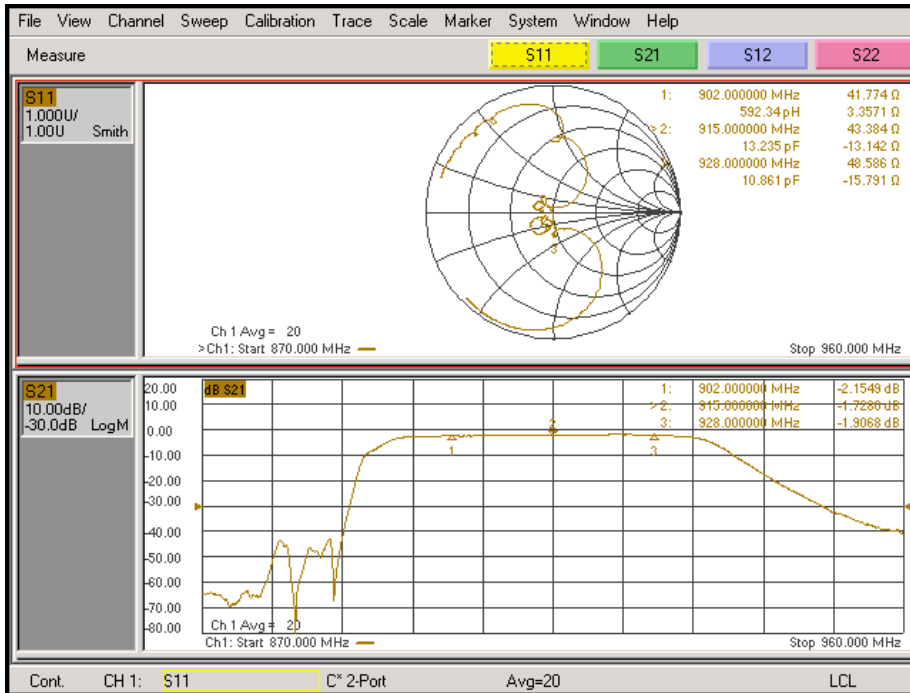 File View Channel Sweep Calibration Trace Scale Marker System Window Help
Measure S11 S21 S12 S22
S11
1.000U/
1.00U Smith
1: 902.000000 MHz 41.774 Ω
592.34 pH 3.3571 Ω
>2: 915.000000 MHz 43.384 Ω
13.235 pF -13.142 Ω
928.000000 MHz 48.586 Ω
10.861 pF -15.791 Ω
3
Ch 1 Avg = 20
>Ch1: Start 870.000 MHz Stop 960.000 MHz
S21
10.00dB/
-30.0dB LogM
dB S21
20.00
10.00
0.00
-10.00
-20.00
-30.00
-40.00
-50.00
-60.00
-70.00
-80.00
1: 902.000000 MHz -2.1549 dB
>2: 915.000000 MHz -1.7280 dB
3: 928.000000 MHz -1.9068 dB
1
2
3
Ch 1 Avg = 20
Ch1: Start 870.000 MHz Stop 960.000 MHz
Cont. CH 1: S11 C* 2-Port Avg=20 LCL